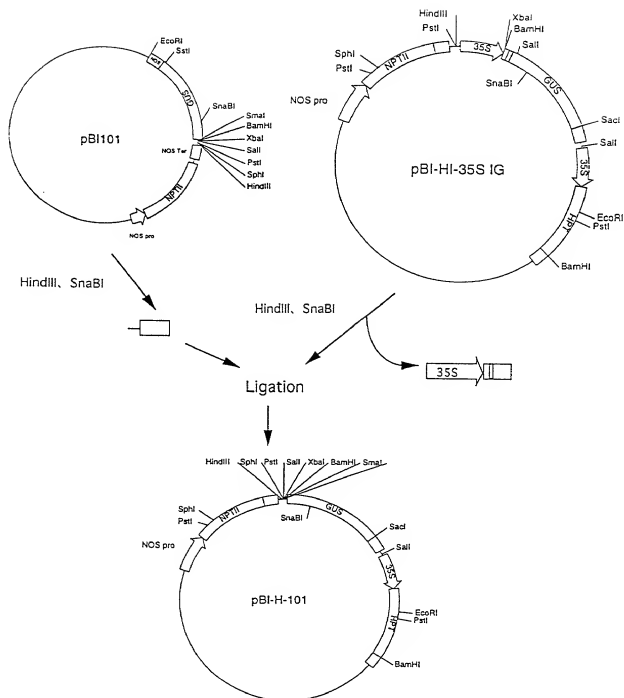 EcoRI
SstI
NOS
GUS
SnaBI
SmaI
BamHI
XbaI
SalI
PstI
SphI
HindIII
pBI101
NOS Ter
NPTII
NOS pro
HindIII
XbaI
BamHI
SalI
SphI
PstI
NPTII
35S
SnaBI
GUS
NOS pro
SacI
SalI
pBI-HI-35S IG
35S
EcoRI
PstI
HPT
BamHI
HindIII、SnaBI
HindIII、SnaBI
35S
Ligation
HindIII SphI PstI SalI XbaI BamHI SmaI
SphI
PstI
NPTII
GUS
SnaBI
SacI
NOS pro
SalI
35S
pBI-H-101
EcoRI
PstI
HPT
BamHI